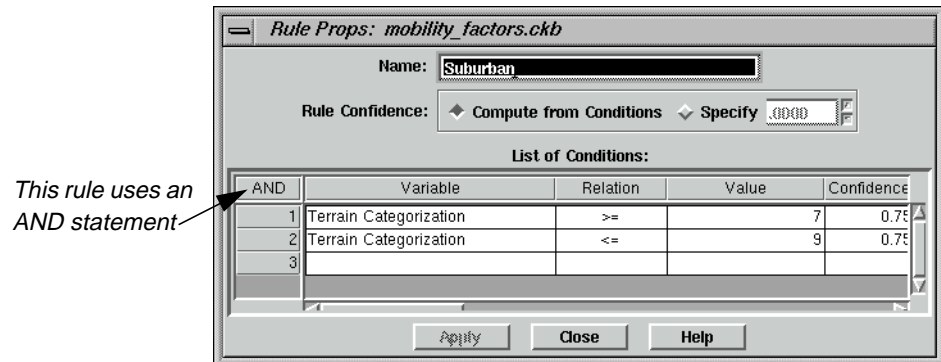 Rule Props: mobility_factors.ckb
Name: Suburban
Rule Confidence: Compute from Conditions Specify .0000
List of Conditions:
This rule uses an
AND statement
AND Variable Relation Value Confidence
1 Terrain Categorization >= 7 0.75
2 Terrain Categorization <= 9 0.75
3
Apply Close Help